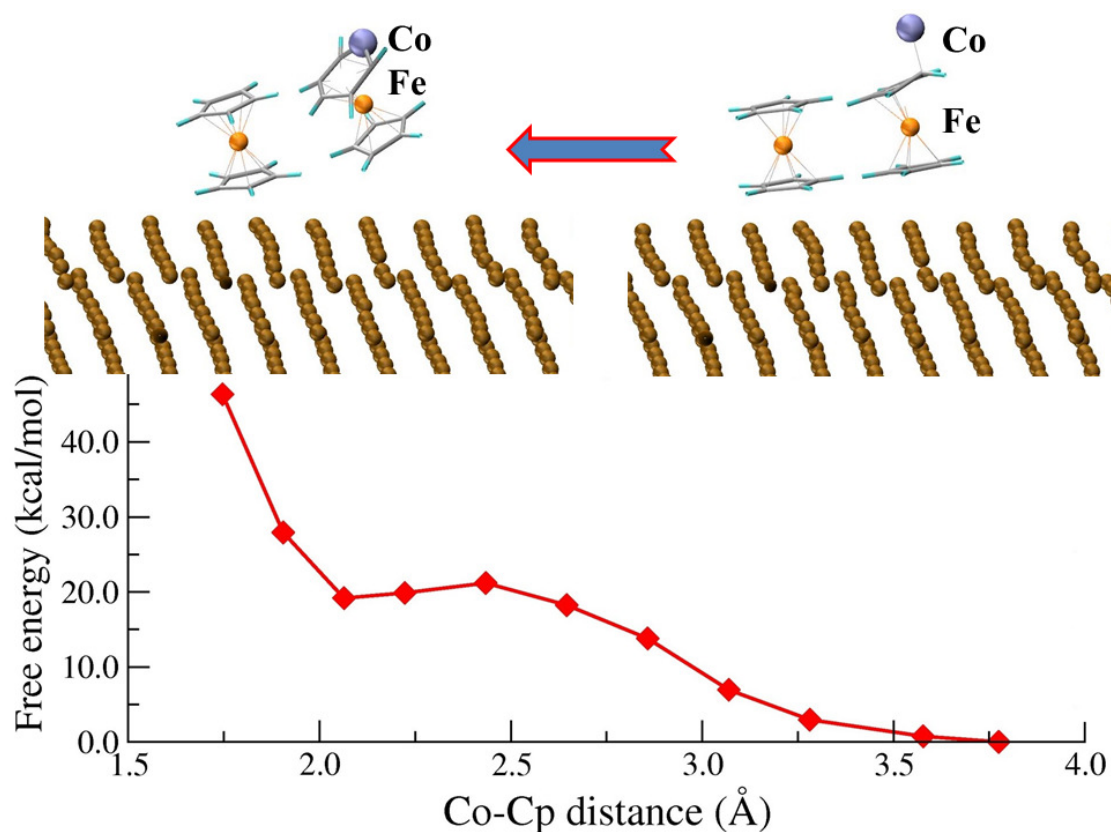 Co
Fe
Co
Fe
Free energy (kcal/mol)
40.0
30.0
20.0
10.0
0.0
1.5 2.0 2.5 3.0 3.5 4.0
Co-Cp distance (Å)